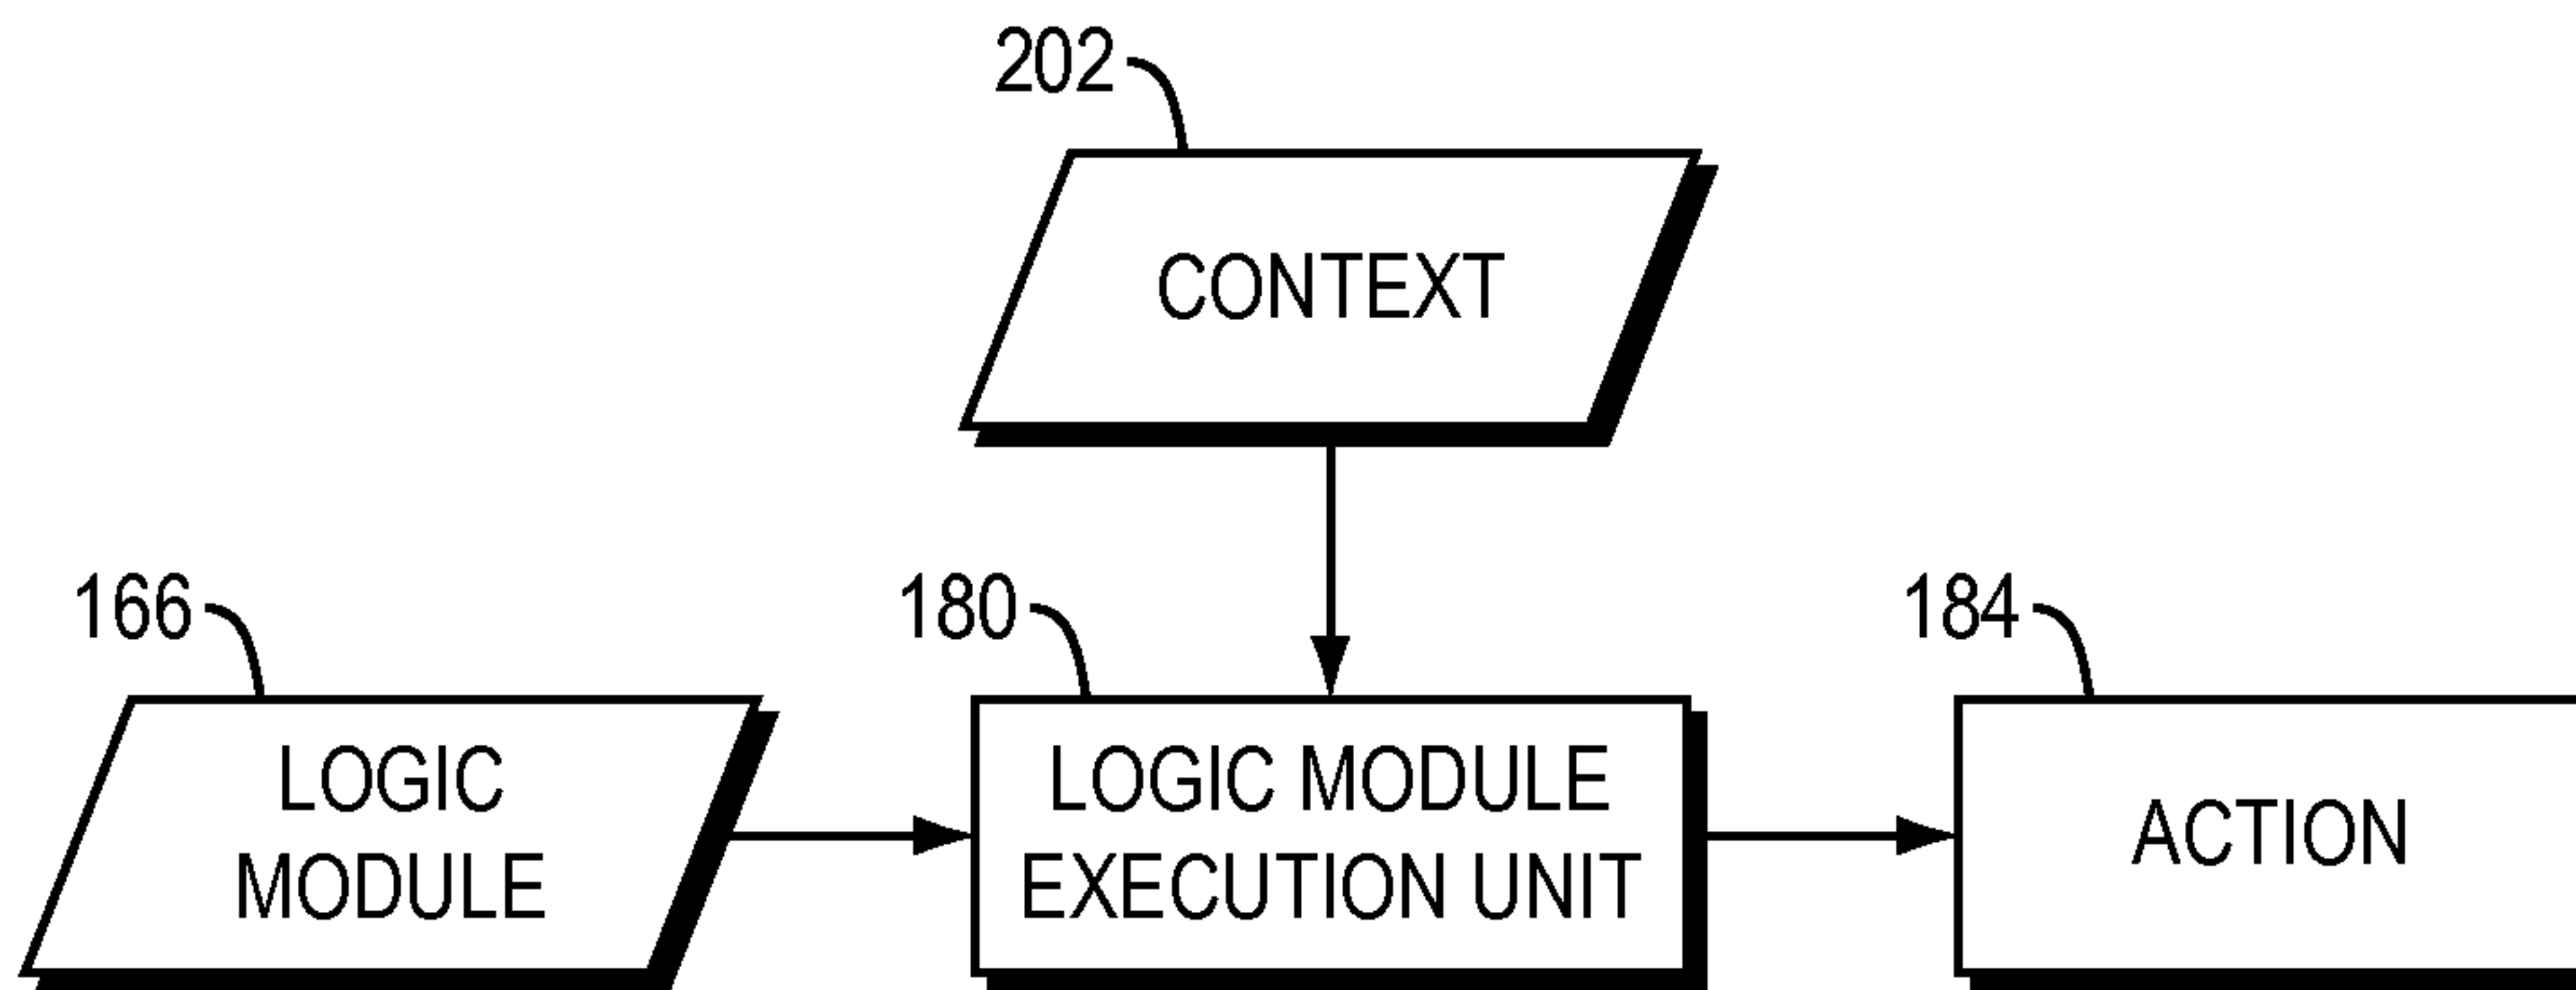 202
CONTEXT
166
180
184
LOGIC
MODULE
LOGIC MODULE
EXECUTION UNIT
ACTION